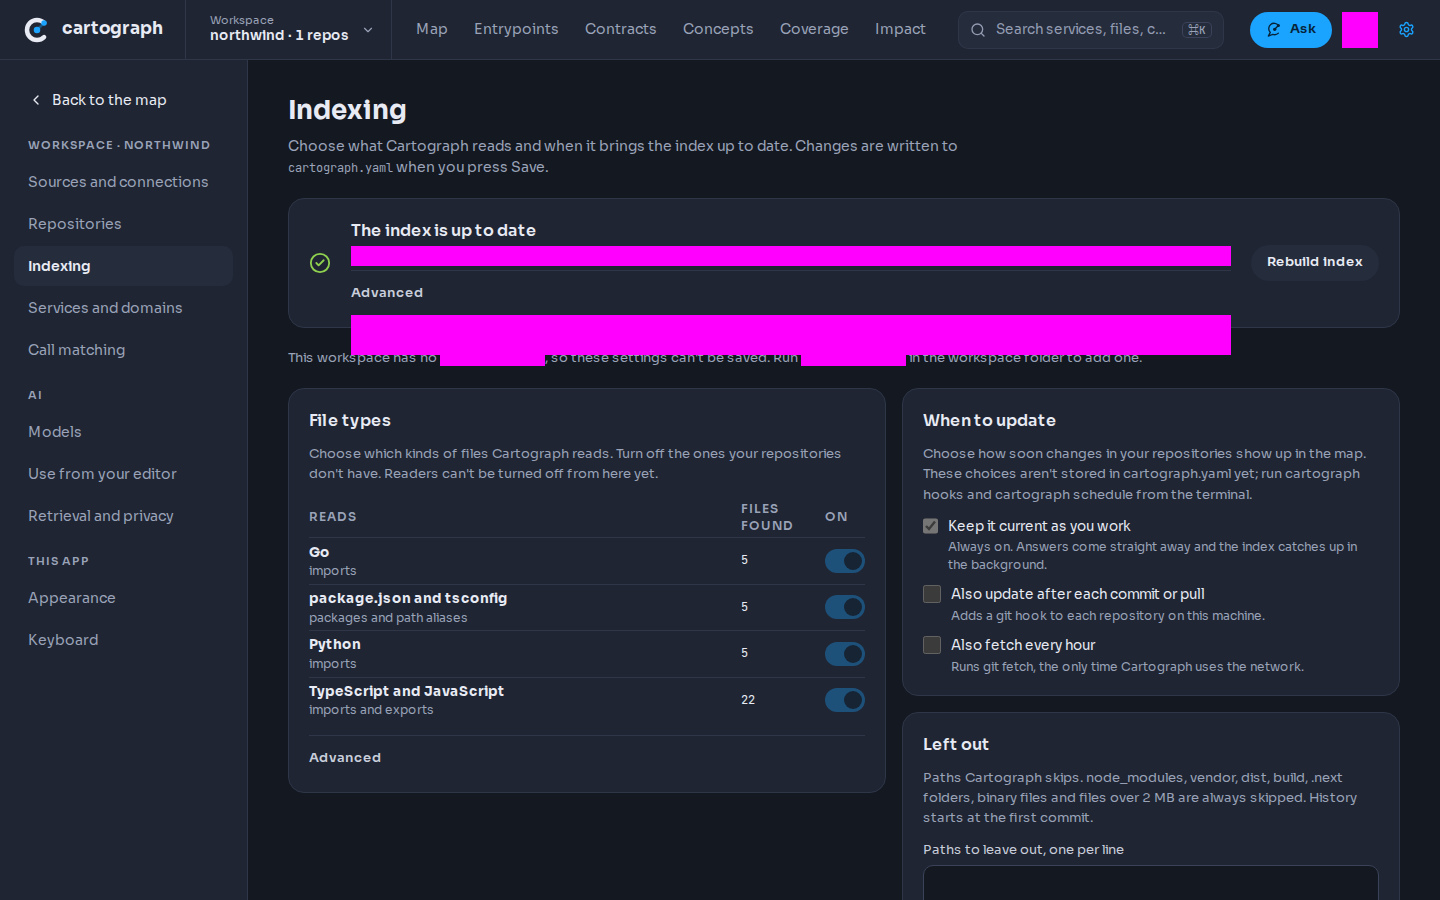 cartograph
Workspace
northwind · 1 repos
Map
Entrypoints
Contracts
Concepts
Coverage
Impact
Search services, files, c...
⌘K
Ask
Back to the map
WORKSPACE · NORTHWIND
Sources and connections
Repositories
Indexing
Services and domains
Call matching
AI
Models
Use from your editor
Retrieval and privacy
THIS APP
Appearance
Keyboard
Indexing
Choose what Cartograph reads and when it brings the index up to date. Changes are written to
cartograph.yaml when you press Save.
The index is up to date
Advanced
Rebuild index
This workspace has no , so these settings can't be saved. Run in the workspace folder to add one.
File types
Choose which kinds of files Cartograph reads. Turn off the ones your repositories
don't have. Readers can't be turned off from here yet.
READS
FILES
FOUND
ON
Go
imports
5
package.json and tsconfig
packages and path aliases
5
Python
imports
5
TypeScript and JavaScript
imports and exports
22
Advanced
When to update
Choose how soon changes in your repositories show up in the map.
These choices aren't stored in cartograph.yaml yet; run cartograph
hooks and cartograph schedule from the terminal.
Keep it current as you work
Always on. Answers come straight away and the index catches up in
the background.
Also update after each commit or pull
Adds a git hook to each repository on this machine.
Also fetch every hour
Runs git fetch, the only time Cartograph uses the network.
Left out
Paths Cartograph skips. node_modules, vendor, dist, build, .next
folders, binary files and files over 2 MB are always skipped. History
starts at the first commit.
Paths to leave out, one per line